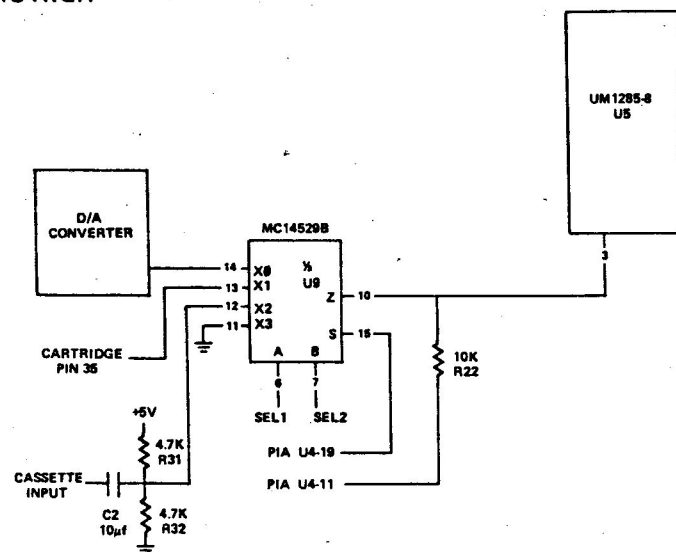 UM1285-8
U5
D/A
CONVERTER
MC14529B
14
X0
½
13
X1
U9
12
X2
Z
10
3
11
X3
S
15
A
B
CARTRIDGE
PIN 35
6
7
10K
R22
SEL1
SEL2
+5V
4.7K
R31
PIA U4-19
CASSETTE
INPUT
PIA U4-11
C2
10μf
4.7K
R32